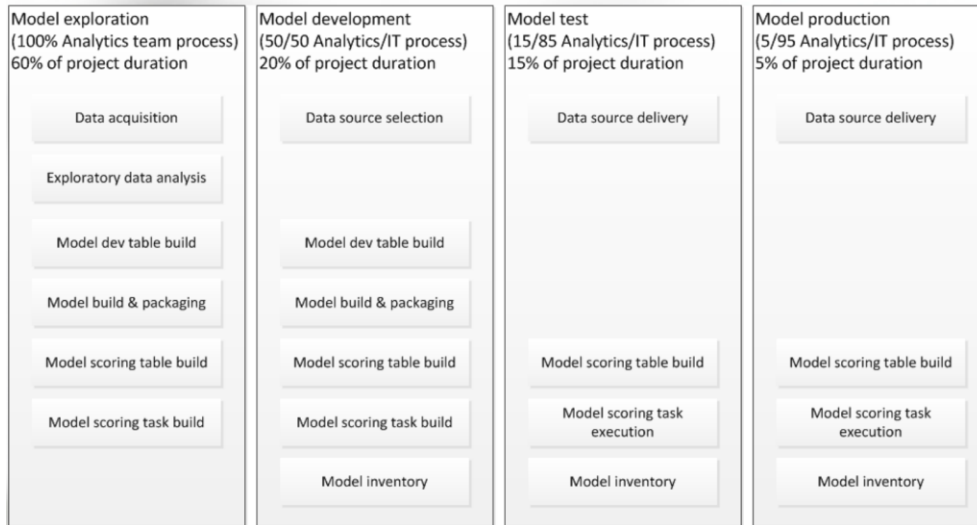 Model exploration
(100% Analytics team process)
60% of project duration
Data acquisition
Exploratory data analysis
Model dev table build
Model build & packaging
Model scoring table build
Model scoring task build
Model development
(50/50 Analytics/IT process)
20% of project duration
Data source selection
Model dev table build
Model build & packaging
Model scoring table build
Model scoring task build
Model inventory
Model test
(15/85 Analytics/IT process)
15% of project duration
Data source delivery
Model scoring table build
Model scoring task
execution
Model inventory
Model production
(5/95 Analytics/IT process)
5% of project duration
Data source delivery
Model scoring table build
Model scoring task
execution
Model inventory